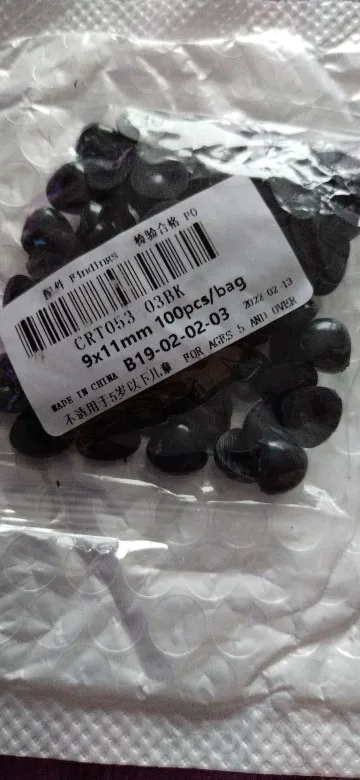 配件 Findings 检验合格 PO
CRT053 03BK
9x11mm 100pcs/bag
B19-02-02-03 2022-02-13
MADE IN CHINA FOR AGES 5 AND OVER
不适用于5岁以下儿童